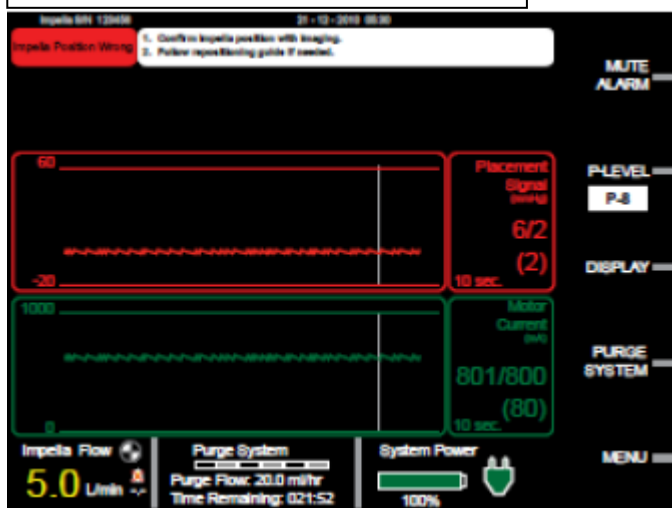 Impella S/N 123456
31 - 12 - 2010 05:30
Impella Position Wrong
1. Confirm Impella position with imaging.
2. Follow repositioning guide if needed.
MUTE
ALARM
60
-20
Placement
Signal
(mmHg)
6/2
(2)
10 sec.
P-LEVEL
P-8
DISPLAY
1000
0
Motor
Current
(mA)
801/800
(80)
10 sec.
PURGE
SYSTEM
Impella Flow
5.0 L/min
Purge System
Purge Flow: 20.0 ml/hr
Time Remaining: 021:52
System Power
100%
MENU